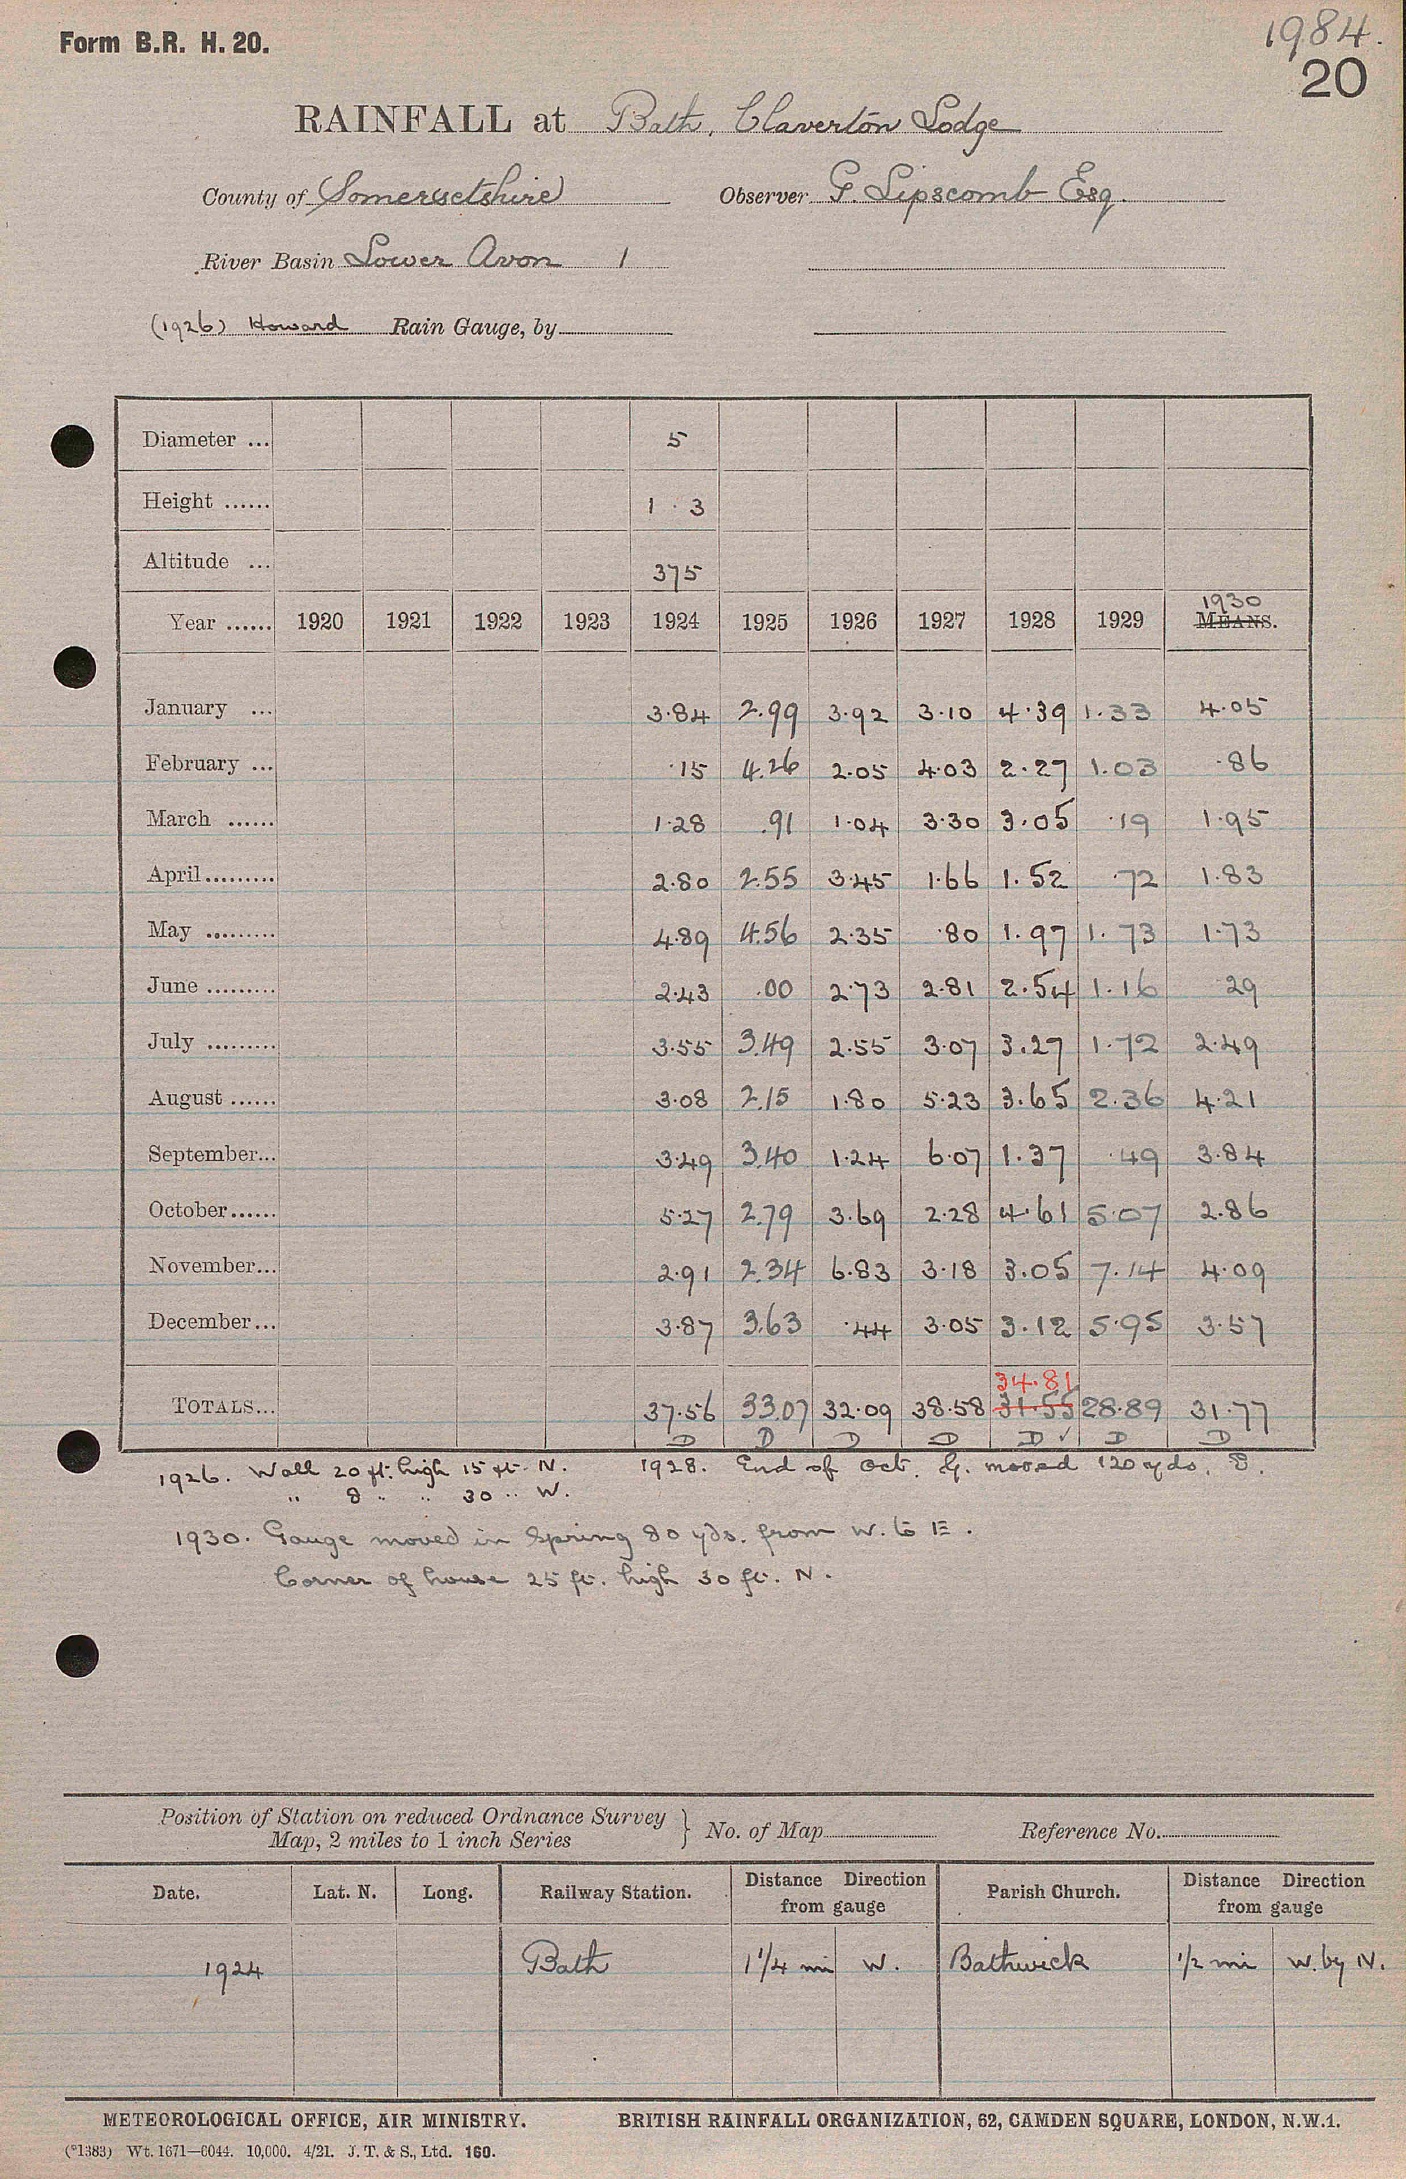 1984.
Form B.R. H. 20.
20
RAINFALL at Bath, Claverton Lodge
County of Somersetshire Observer G. Lipscomb Esq.
River Basin Lower Avon 1
(1926) Howard Rain Gauge, by
Diameter ... 5
Height ...... 1 · 3
Altitude ... 375
1930
Year ...... 1920 1921 1922 1923 1924 1925 1926 1927 1928 1929 MEANS.
January ... 3·84 2.99 3·92 3·10 4·39 1·33 4·05
February ... ·15 4.26 2·05 4·03 2·27 1·03 ·86
March ...... 1·28 .91 1·04 3·30 3·05 ·19 1·95
April......... 2·80 2.55 3·45 1·66 1·52 ·72 1·83
May ......... 4·89 4.56 2·35 ·80 1·97 1·73 1·73
June ......... 2·43 .00 2·73 2·81 2·54 1·16 29
July ......... 3·55 3.49 2·55 3·07 3·27 1·72 2·49
August ...... 3·08 2.15 1·80 5·23 3·65 2·36 4·21
September... 3·49 3.40 1·24 6·07 1·37 ·49 3·84
October...... 5·27 2.79 3·69 2·28 4·61 5·07 2·86
November... 2·91 2.34 6·83 3·18 3·05 7·14 4·09
December... 3·87 3.63 ·44 3·05 3·12 5·95 3·57
34·81
TOTALS... 37·56 33.07 32·09 38·58 31·55 28·89 31·77
D D D D D ✓ D D
1926. Wall 20 ft. high 15 ft. N. 1928. End of Oct. G. moved 120 yds.
" 8 " " 30 " W.
1930. Gauge moved in Spring 80 yds. from W. to E.
Corner of house 25 ft. high 30 ft. N.
Position of Station on reduced Ordnance Survey
Map, 2 miles to 1 inch Series } No. of Map Reference No.
Date. Lat. N. Long. Railway Station. Distance Direction from gauge Parish Church. Distance Direction from gauge
1924 Bath 1 1/4 mi W. Bathwick 1/2 mi W. by N.
METEOROLOGICAL OFFICE, AIR MINISTRY. BRITISH RAINFALL ORGANIZATION, 62, CAMDEN SQUARE, LONDON, N.W.1.
(*1383) Wt. 1671—6044. 10,000. 4/21. J. T. & S., Ltd. 160.